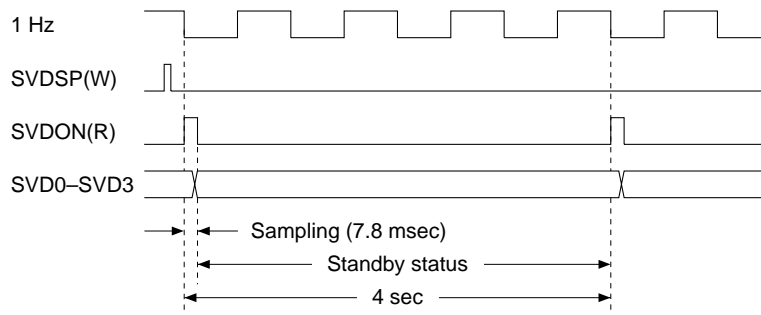 1 Hz
SVDSP(W)
SVDON(R)
SVD0–SVD3
Sampling (7.8 msec)
Standby status
4 sec